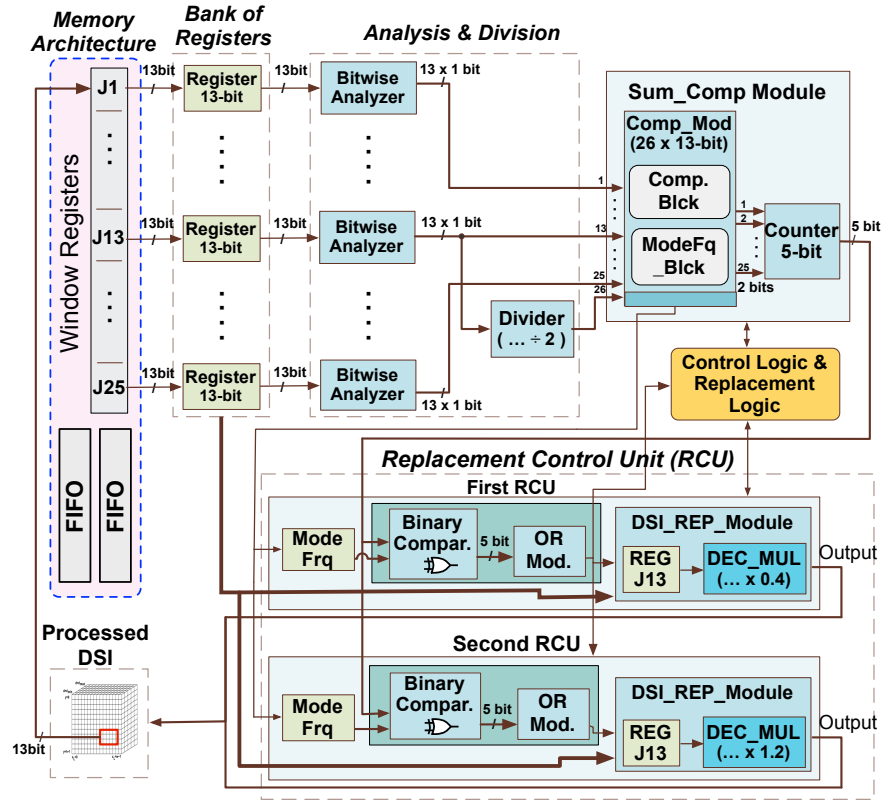 Memory
Architecture
Bank of
Registers
Analysis & Division
Window Registers
J1
J13
J25
FIFO
FIFO
13bit
13bit
13bit
Register
13-bit
Register
13-bit
Register
13-bit
13bit
13bit
13bit
Bitwise
Analyzer
Bitwise
Analyzer
Bitwise
Analyzer
13 x 1 bit
13 x 1 bit
13 x 1 bit
Divider
( ... ÷ 2 )
Sum_Comp Module
Comp_Mod
(26 x 13-bit)
Comp.
Blck
ModeFq
_Blck
1
13
25
26
1
2
25
2 bits
Counter
5-bit
5 bit
Control Logic &
Replacement
Logic
Replacement Control Unit (RCU)
First RCU
Mode
Frq
Binary
Compar.
5 bit
OR
Mod.
DSI_REP_Module
REG
J13
DEC_MUL
(... x 0.4)
Output
Second RCU
Mode
Frq
Binary
Compar.
5 bit
OR
Mod.
DSI_REP_Module
REG
J13
DEC_MUL
(... x 1.2)
Output
Processed
DSI
13bit